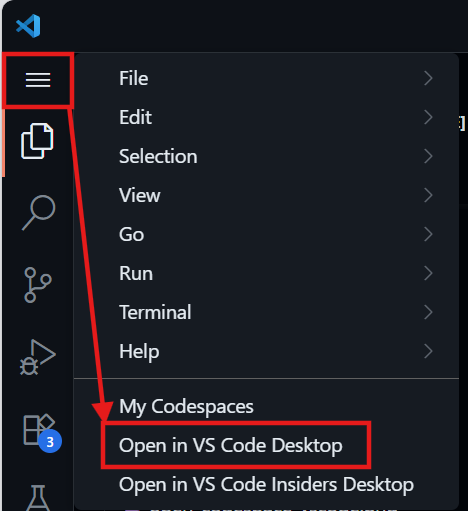 File
Edit
Selection
View
Go
Run
Terminal
Help
My Codespaces
3
Open in VS Code Desktop
Open in VS Code Insiders Desktop